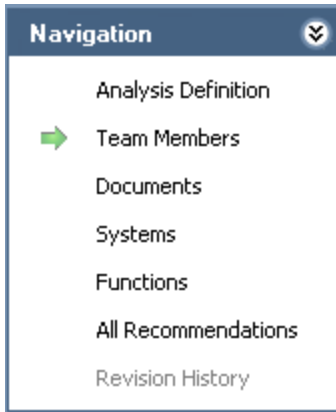 Navigation
Analysis Definition
Team Members
Documents
Systems
Functions
All Recommendations
Revision History